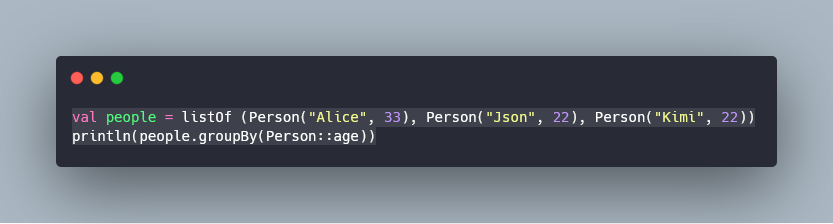 val people = listOf (Person("Alice", 33), Person("Json", 22), Person("Kimi", 22))
println(people.groupBy(Person::age))